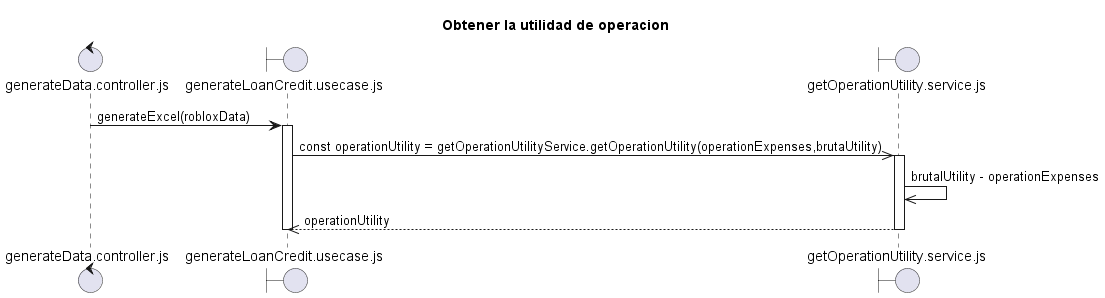 Obtener la utilidad de operacion
generateData.controller.js
generateLoanCredit.usecase.js
getOperationUtility.service.js
generateExcel(robloxData)
const operationUtility = getOperationUtilityService.getOperationUtility(operationExpenses,brutaUtility)
brutalUtility - operationExpenses
operationUtility
generateData.controller.js
generateLoanCredit.usecase.js
getOperationUtility.service.js